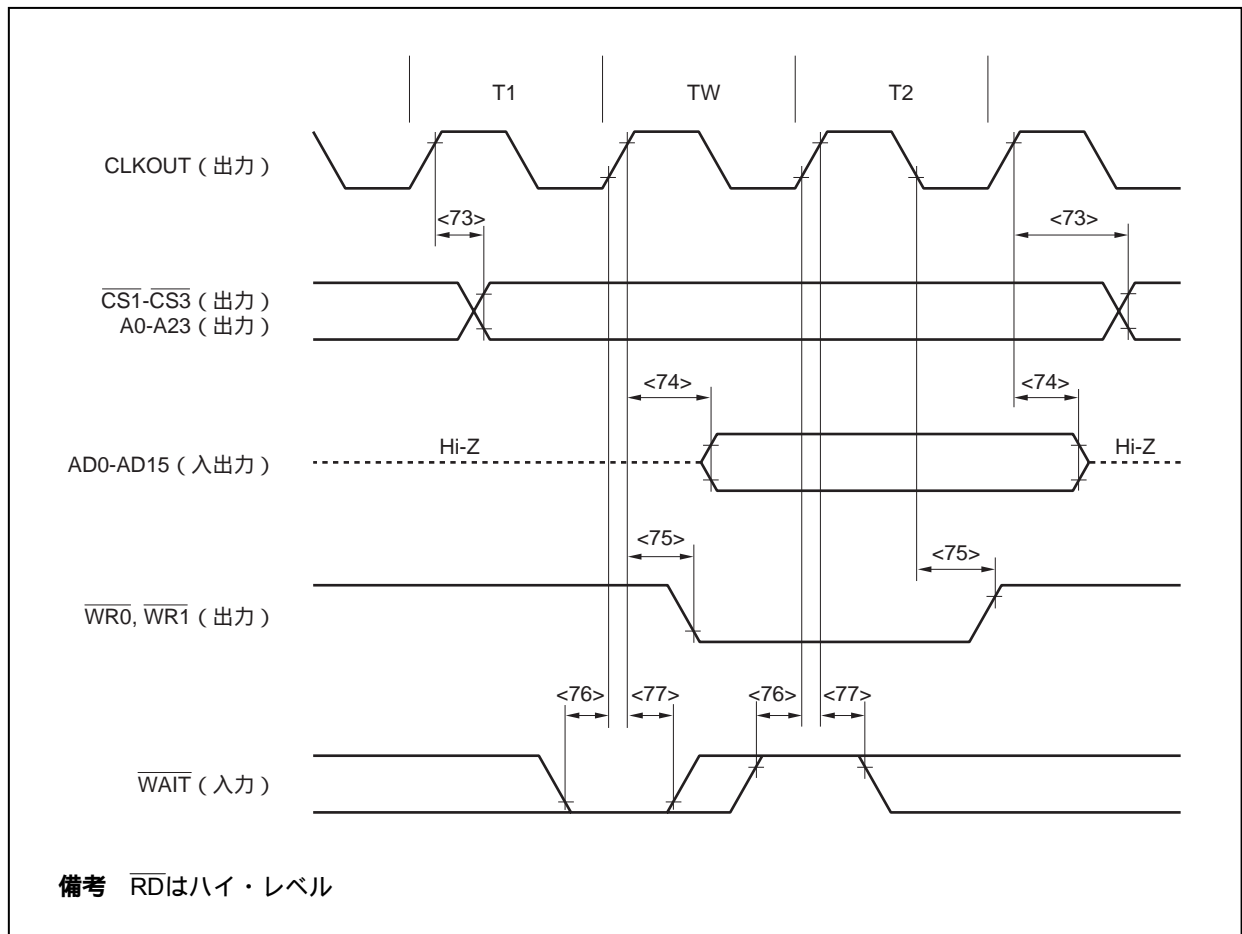 T1 TW T2
CLKOUT（出力）
<73> <73>
CS1-CS3（出力）
A0-A23（出力）
<74> <74>
AD0-AD15（入出力） Hi-Z Hi-Z
<75> <75>
WR0, WR1（出力）
<76> <77> <76> <77>
WAIT（入力）
備考 RDはハイ・レベル